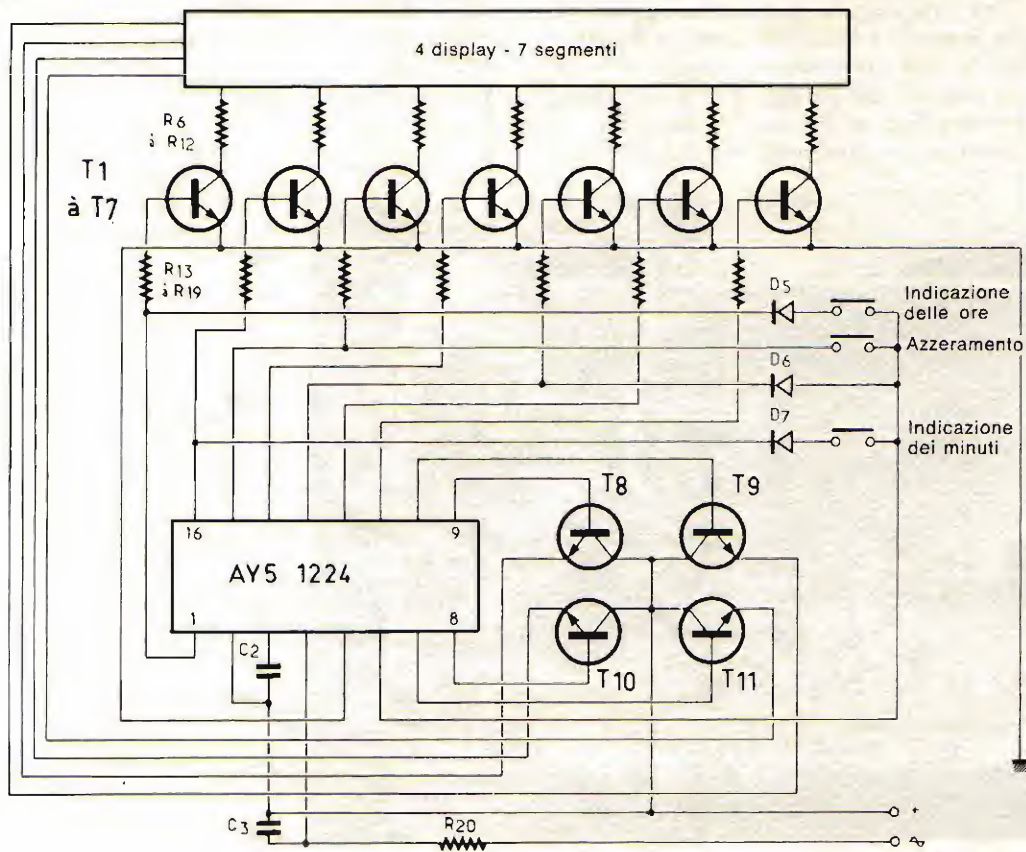 4 display - 7 segmenti
R6
à R12
T1
à T7
R13
à R19
D5
Indicazione
delle ore
Azzeramento
D6
D7
Indicazione
dei minuti
T8
T9
16
9
AY5 1224
1
8
C2
T10
T11
+
C3
R20